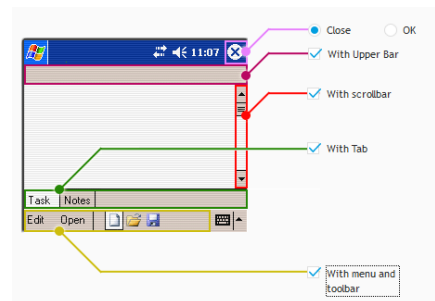 Close OK
11:07
With Upper Bar
With scrollbar
With Tab
Task Notes
Edit Open
With menu and
toolbar